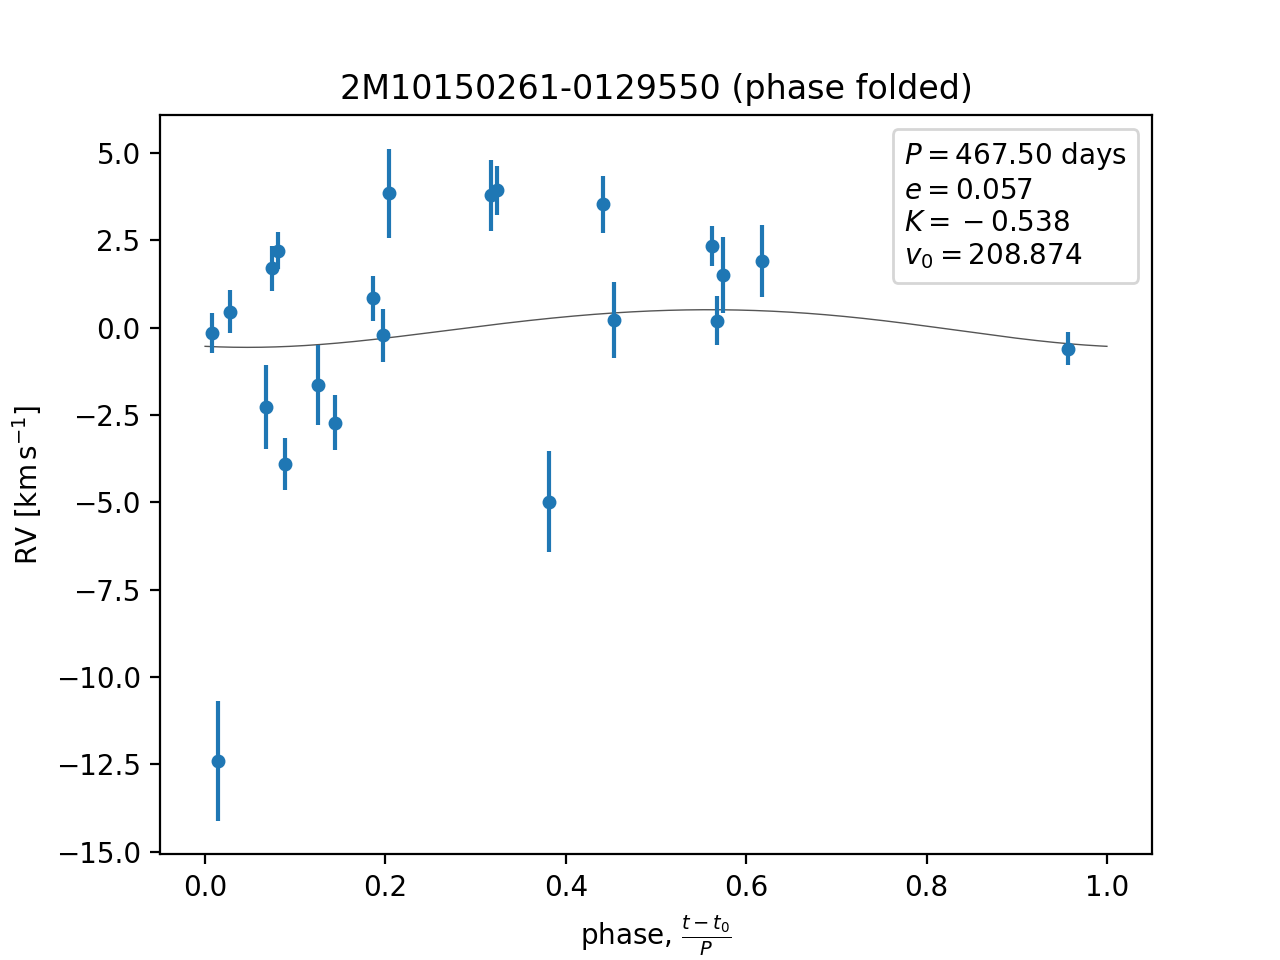 2M10150261-0129550 (phase folded)
P = 467.50 days
e = 0.057
K = −0.538
v₀ = 208.874
5.0
2.5
0.0
−2.5
−5.0
−7.5
−10.0
−12.5
−15.0
RV [km s⁻¹]
0.0 0.2 0.4 0.6 0.8 1.0
phase, (t − t₀)/P